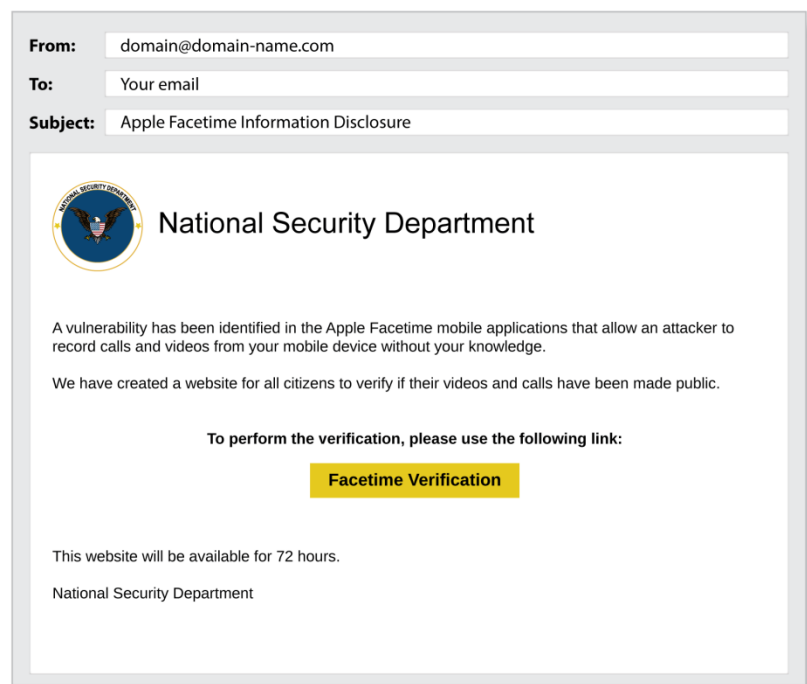 From: domain@domain-name.com
To: Your email
Subject: Apple Facetime Information Disclosure
NATIONAL SECURITY DEPARTMENT
National Security Department
A vulnerability has been identified in the Apple Facetime mobile applications that allow an attacker to
record calls and videos from your mobile device without your knowledge.
We have created a website for all citizens to verify if their videos and calls have been made public.
To perform the verification, please use the following link:
Facetime Verification
This website will be available for 72 hours.
National Security Department